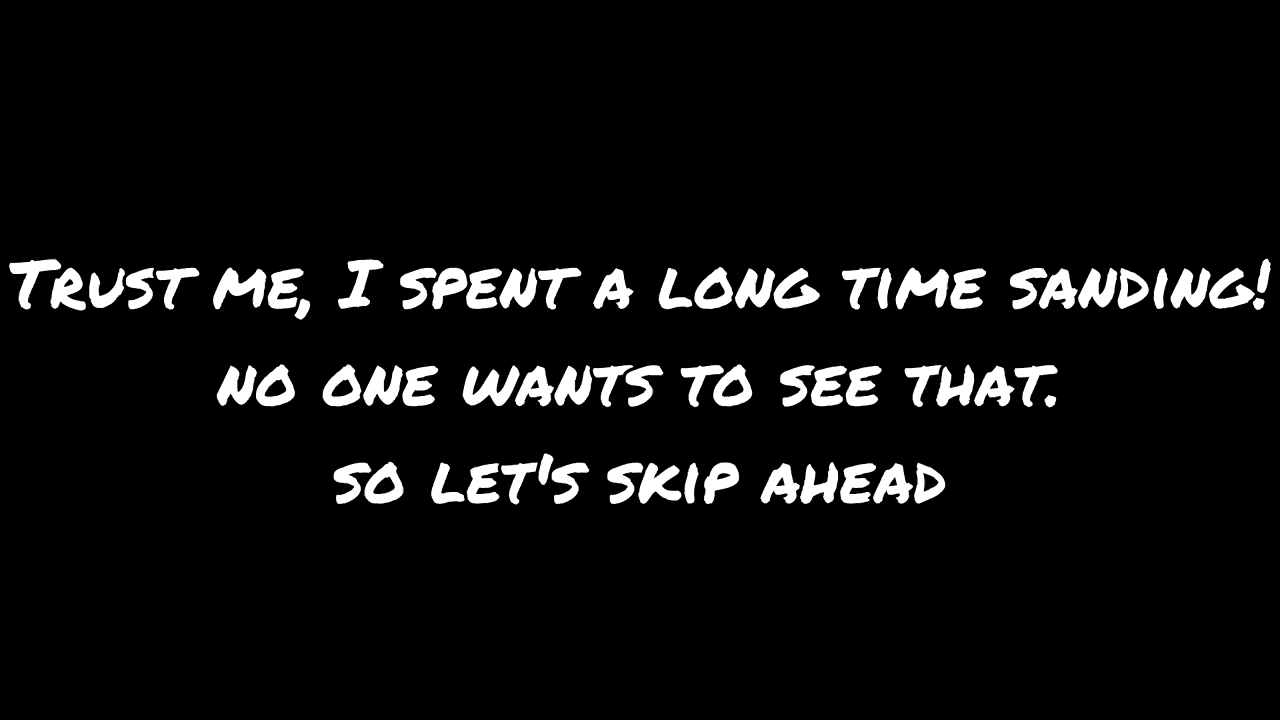 Trust me, I spent a long time sanding!
no one wants to see that.
so let's skip ahead